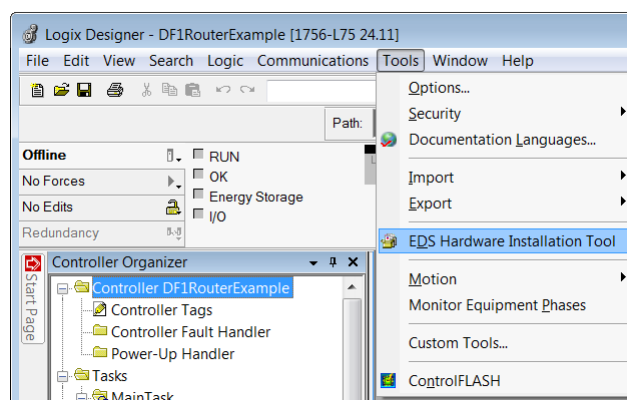 Logix Designer - DF1RouterExample [1756-L75 24.11]
File Edit View Search Logic Communications Tools Window Help
Path:
Offline
No Forces
No Edits
Redundancy
RUN
OK
Energy Storage
I/O
Start Page
Controller Organizer
Controller DF1RouterExample
Controller Tags
Controller Fault Handler
Power-Up Handler
Tasks
MainTask
Options...
Security
Documentation Languages...
Import
Export
EDS Hardware Installation Tool
Motion
Monitor Equipment Phases
Custom Tools...
ControlFLASH